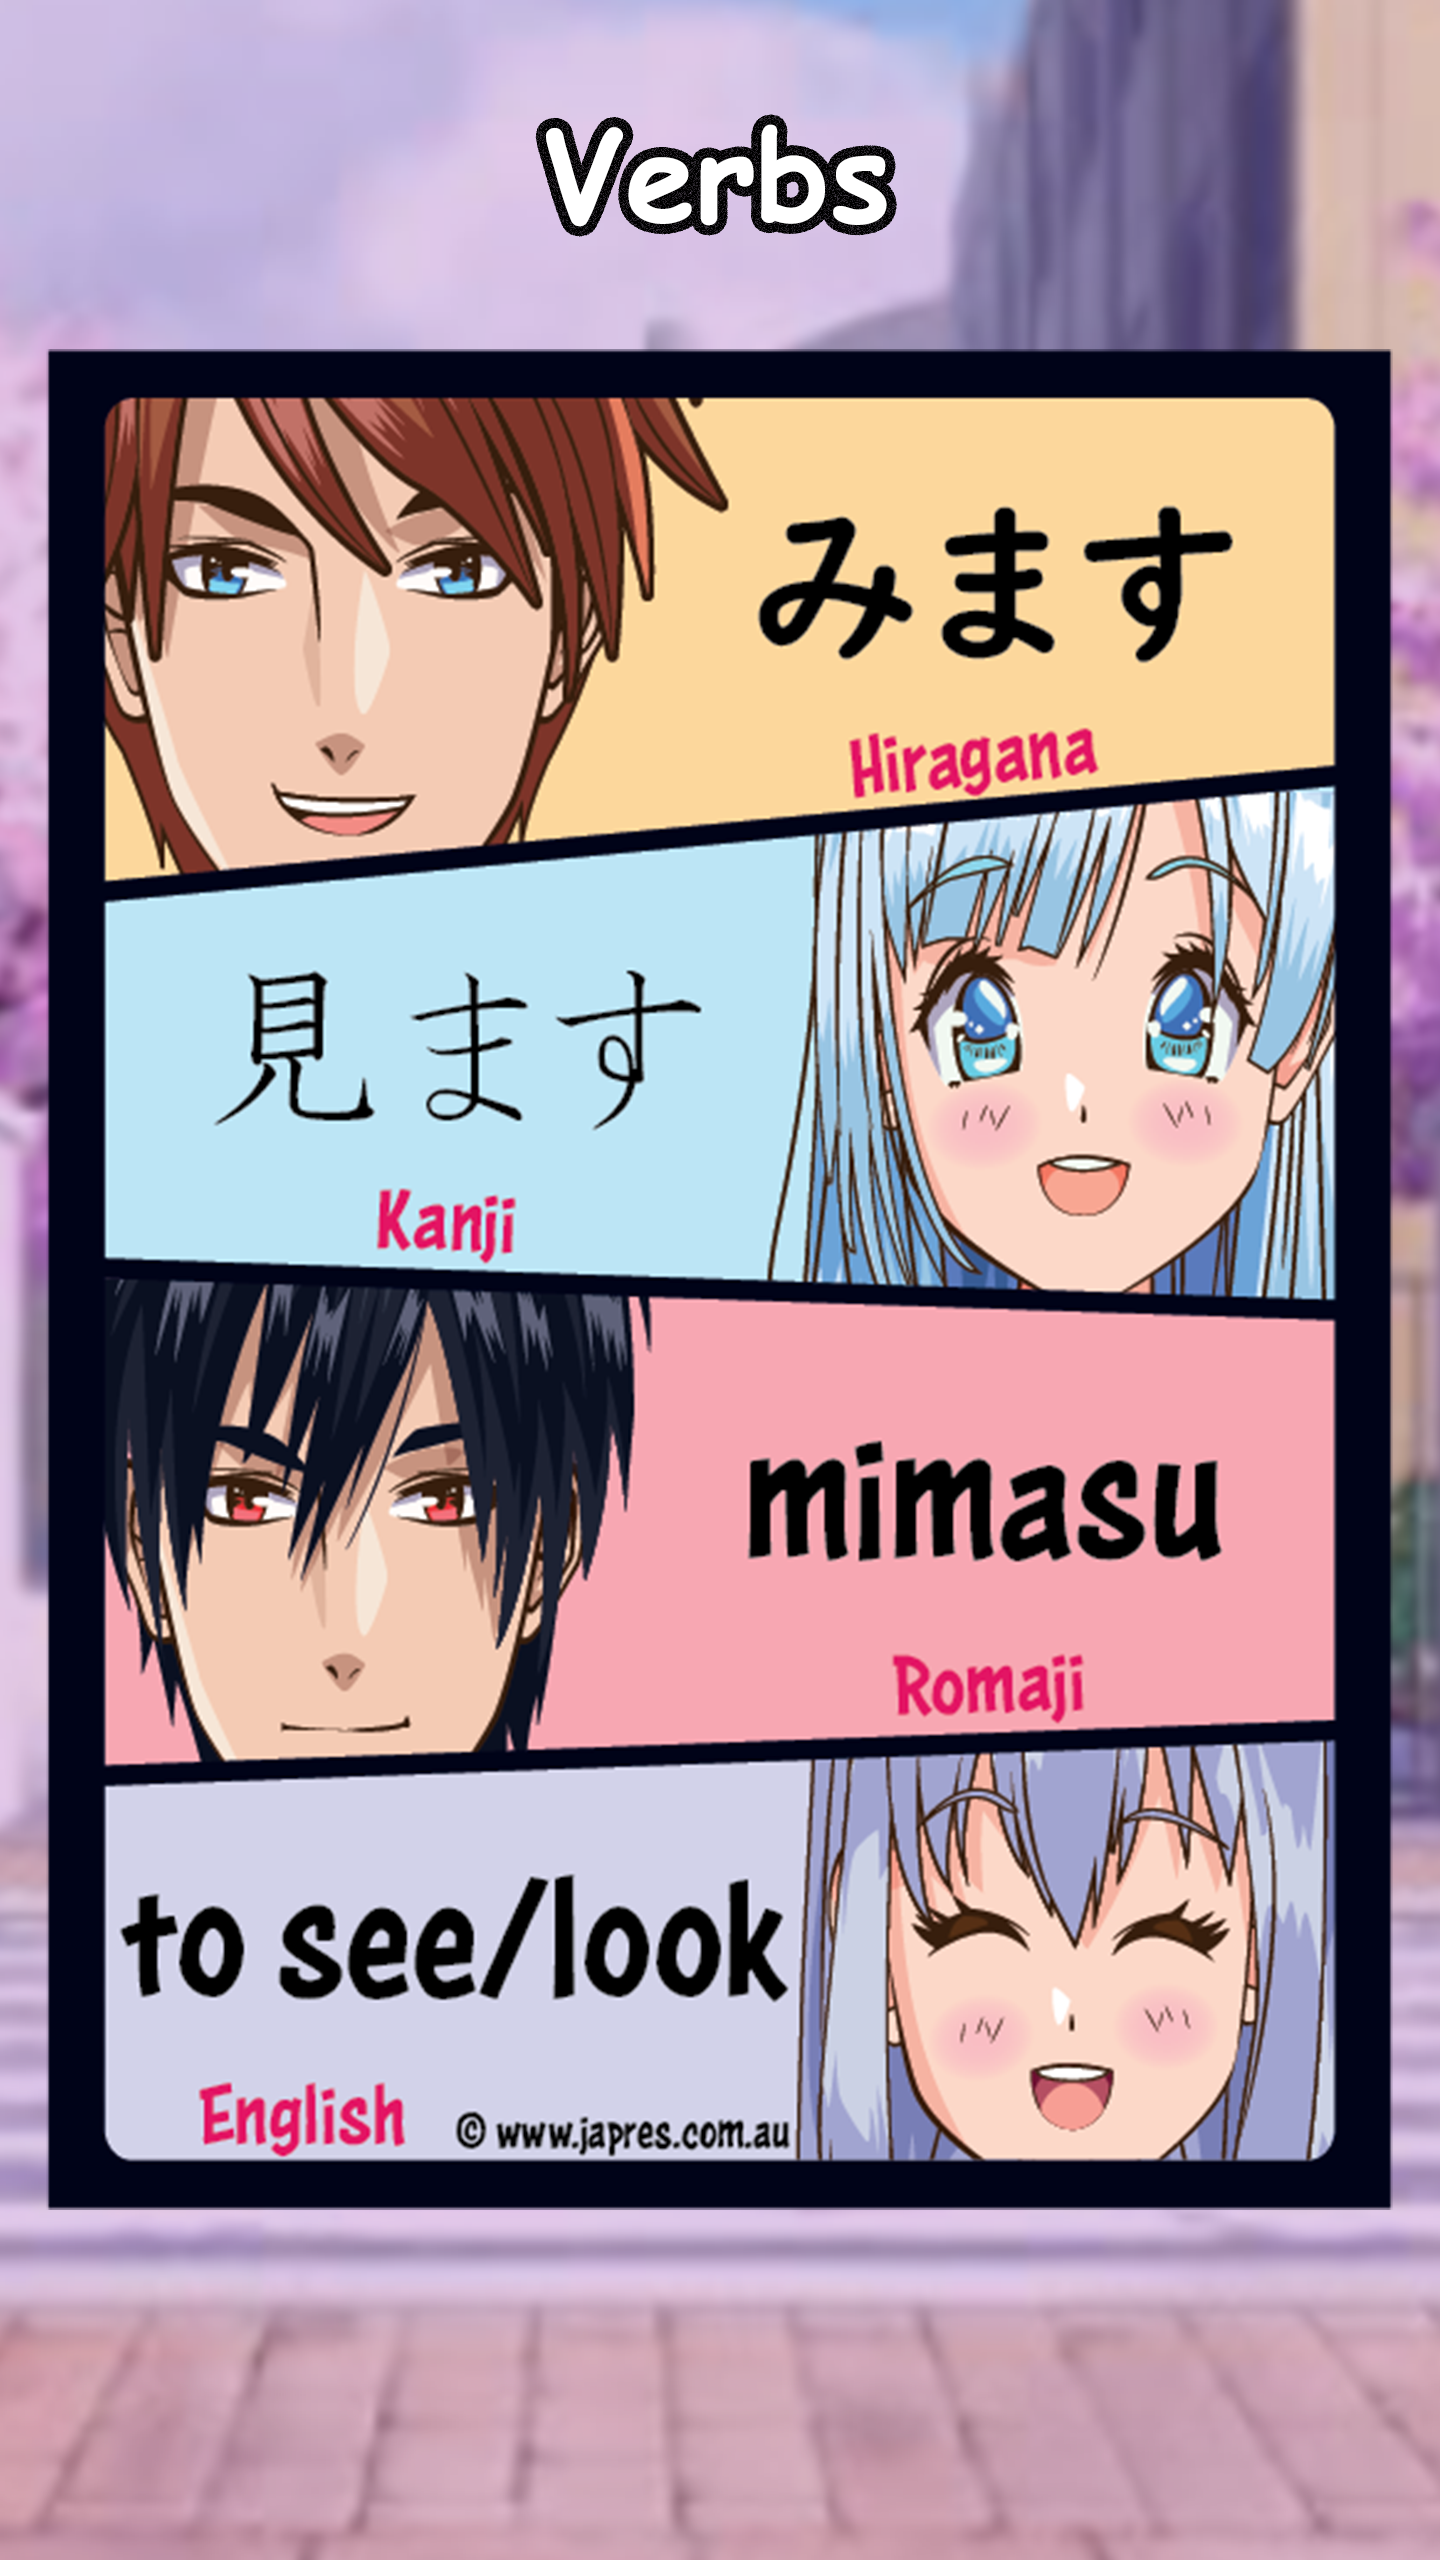 Verbs
みます
Hiragana
見ます
Kanji
mimasu
Romaji
to see/look
English
© www.japres.com.au